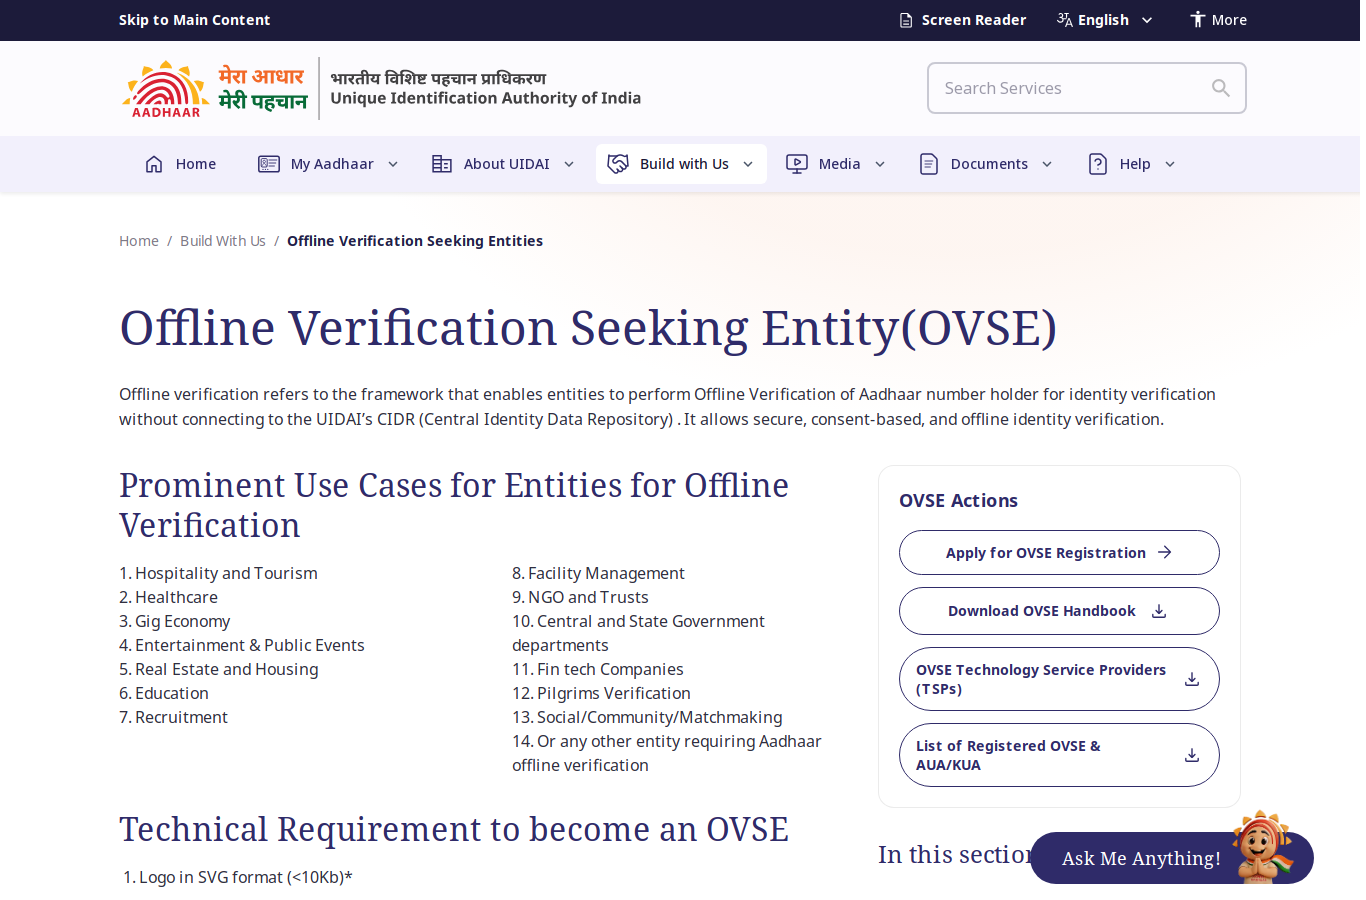 Skip to Main Content
Screen Reader
English
More
AADHAAR
मेरा आधार
मेरी पहचान
भारतीय विशिष्ट पहचान प्राधिकरण
Unique Identification Authority of India
Search Services
Home
My Aadhaar
About UIDAI
Build with Us
Media
Documents
Help
Home / Build With Us / Offline Verification Seeking Entities
Offline Verification Seeking Entity(OVSE)
Offline verification refers to the framework that enables entities to perform Offline Verification of Aadhaar number holder for identity verification
without connecting to the UIDAI’s CIDR (Central Identity Data Repository) . It allows secure, consent-based, and offline identity verification.
Prominent Use Cases for Entities for Offline
Verification
1. Hospitality and Tourism
2. Healthcare
3. Gig Economy
4. Entertainment & Public Events
5. Real Estate and Housing
6. Education
7. Recruitment
8. Facility Management
9. NGO and Trusts
10. Central and State Government
departments
11. Fin tech Companies
12. Pilgrims Verification
13. Social/Community/Matchmaking
14. Or any other entity requiring Aadhaar
offline verification
Technical Requirement to become an OVSE
1. Logo in SVG format (<10Kb)*
OVSE Actions
Apply for OVSE Registration
Download OVSE Handbook
OVSE Technology Service Providers
(TSPs)
List of Registered OVSE &
AUA/KUA
In this section
Ask Me Anything!